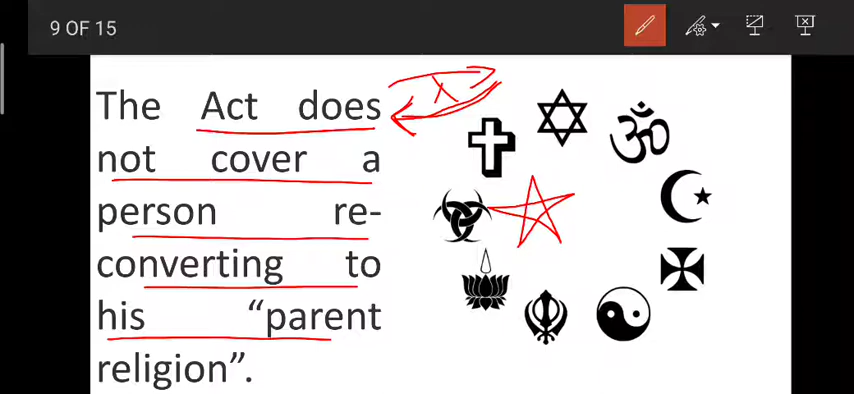 9 OF 15
The Act does
not cover a
person re-
converting to
his “parent
religion”.